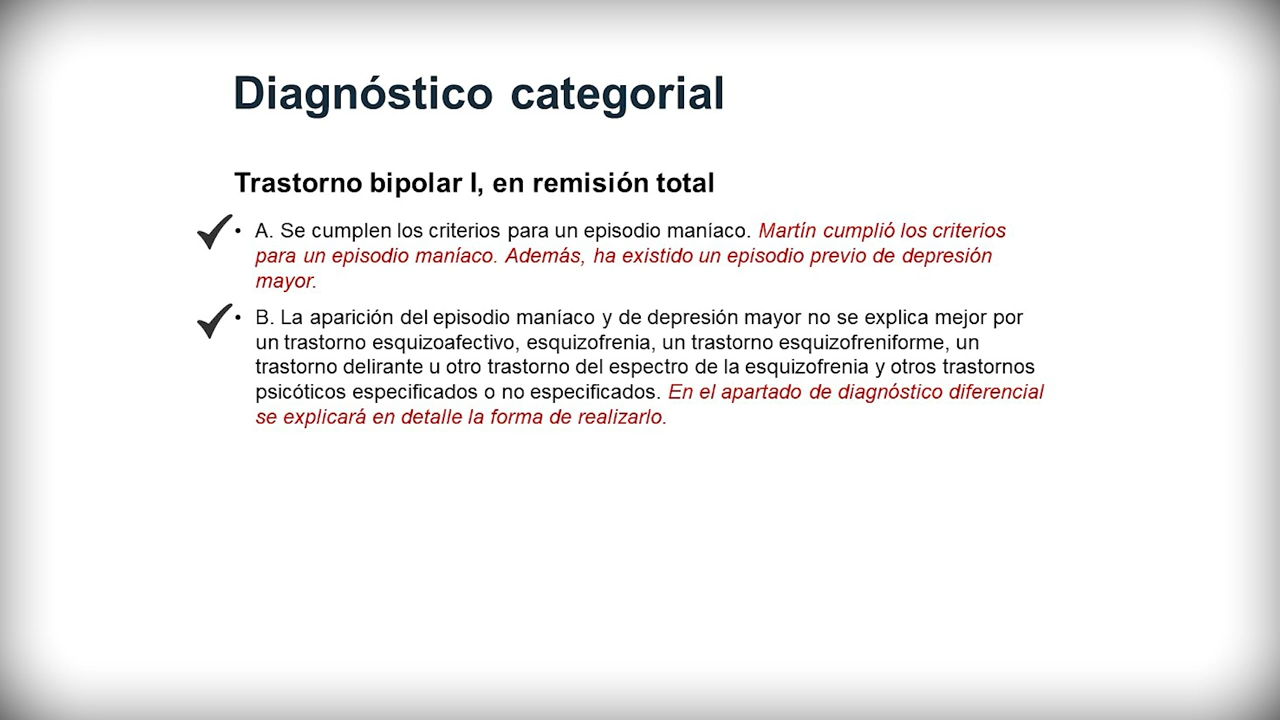 Diagnóstico categorial
Trastorno bipolar I, en remisión total
• A. Se cumplen los criterios para un episodio maníaco. Martín cumplió los criterios
para un episodio maníaco. Además, ha existido un episodio previo de depresión
mayor.
• B. La aparición del episodio maníaco y de depresión mayor no se explica mejor por
un trastorno esquizoafectivo, esquizofrenia, un trastorno esquizofreniforme, un
trastorno delirante u otro trastorno del espectro de la esquizofrenia y otros trastornos
psicóticos especificados o no especificados. En el apartado de diagnóstico diferencial
se explicará en detalle la forma de realizarlo.